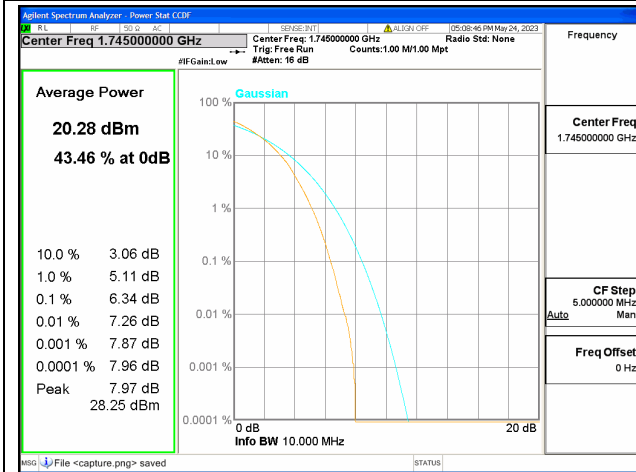 Agilent Spectrum Analyzer - Power Stat CCDF
RL RF 50 Ω AC SENSE:INT ALIGN OFF 05:08:46 PM May 24, 2023
Center Freq 1.745000000 GHz
Center Freq: 1.745000000 GHz Radio Std: None
Trig: Free Run Counts:1.00 M/1.00 Mpt
#IFGain:Low #Atten: 16 dB
Frequency
Average Power
20.28 dBm
43.46 % at 0dB
10.0 % 3.06 dB
1.0 % 5.11 dB
0.1 % 6.34 dB
0.01 % 7.26 dB
0.001 % 7.87 dB
0.0001 % 7.96 dB
Peak 7.97 dB
28.25 dBm
Gaussian
100 %
10 %
1 %
0.1 %
0.01 %
0.001 %
0.0001 %
0 dB 20 dB
Info BW 10.000 MHz
Center Freq
1.745000000 GHz
CF Step
5.000000 MHz
Auto Man
Freq Offset
0 Hz
MSG File <capture.png> saved STATUS